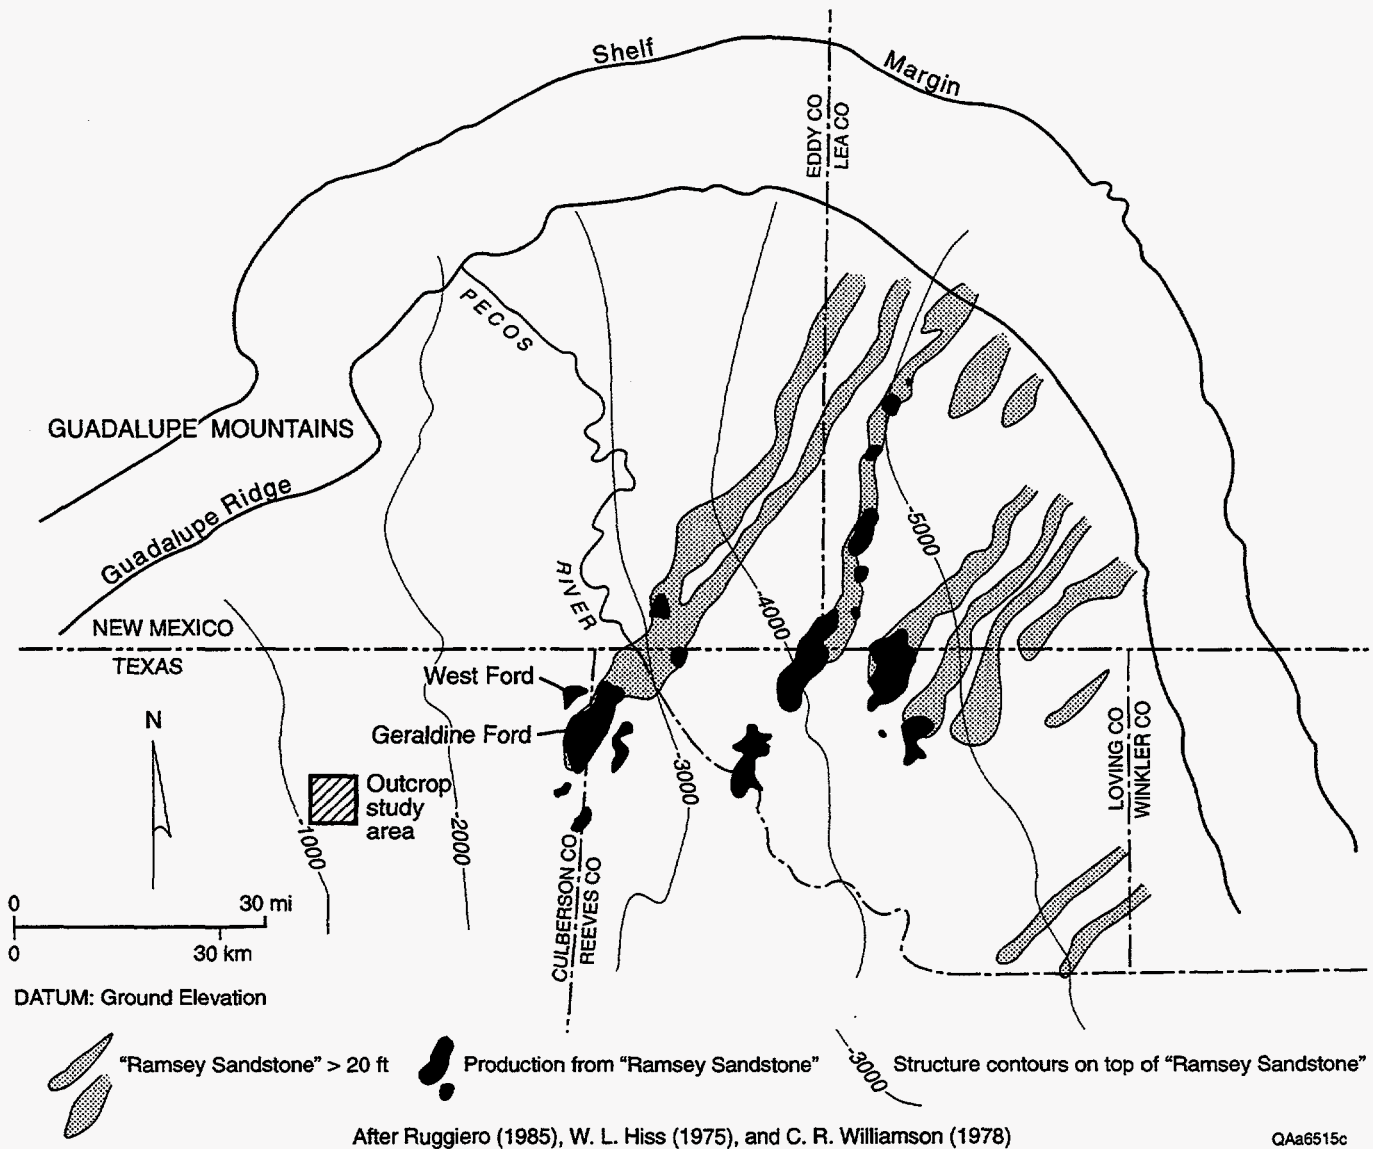 Shelf
Margin
EDDY CO
LEA CO
PECOS
GUADALUPE MOUNTAINS
Guadalupe Ridge
-5000
RIVER
-4000
NEW MEXICO
TEXAS
West Ford
N
Geraldine Ford
-3000
Outcrop
study
area
LOVING CO
WINKLER CO
-1000
-2000
0
30 mi
0
30 km
CULBERSON CO
REEVES CO
DATUM: Ground Elevation
"Ramsey Sandstone" > 20 ft
Production from "Ramsey Sandstone"
-3000
Structure contours on top of "Ramsey Sandstone"
After Ruggiero (1985), W. L. Hiss (1975), and C. R. Williamson (1978)
QAa6515c